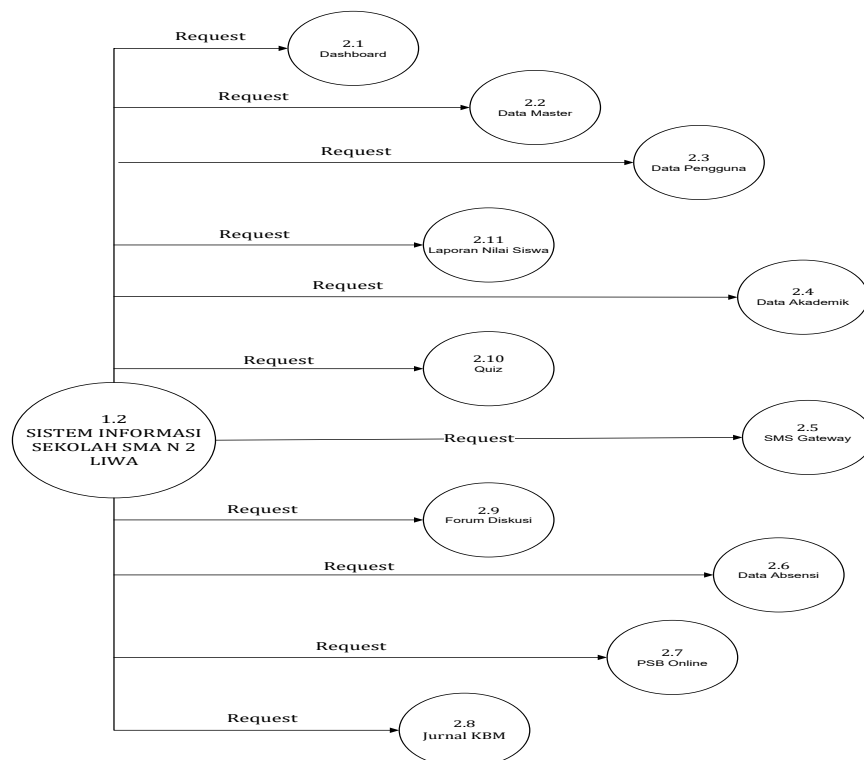 Request
2.1
Dashboard
Request
2.2
Data Master
Request
2.3
Data Pengguna
Request
2.11
Laporan Nilai Siswa
Request
2.4
Data Akademik
Request
2.10
Quiz
1.2
SISTEM INFORMASI
SEKOLAH SMA N 2
LIWA
Request
2.5
SMS Gateway
Request
2.9
Forum Diskusi
Request
2.6
Data Absensi
Request
2.7
PSB Online
Request
2.8
Jurnal KBM